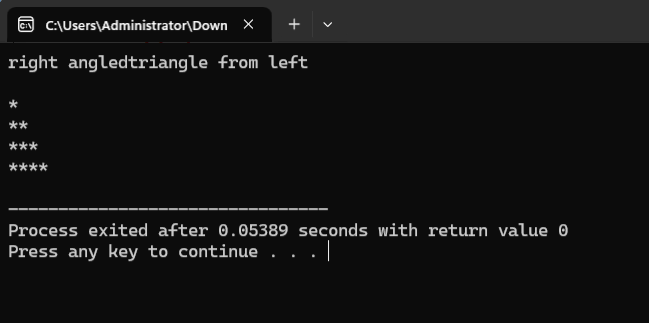 C:\Users\Administrator\Down
right angledtriangle from left
*
**
***
****
--------------------------------
Process exited after 0.05389 seconds with return value 0
Press any key to continue . . .